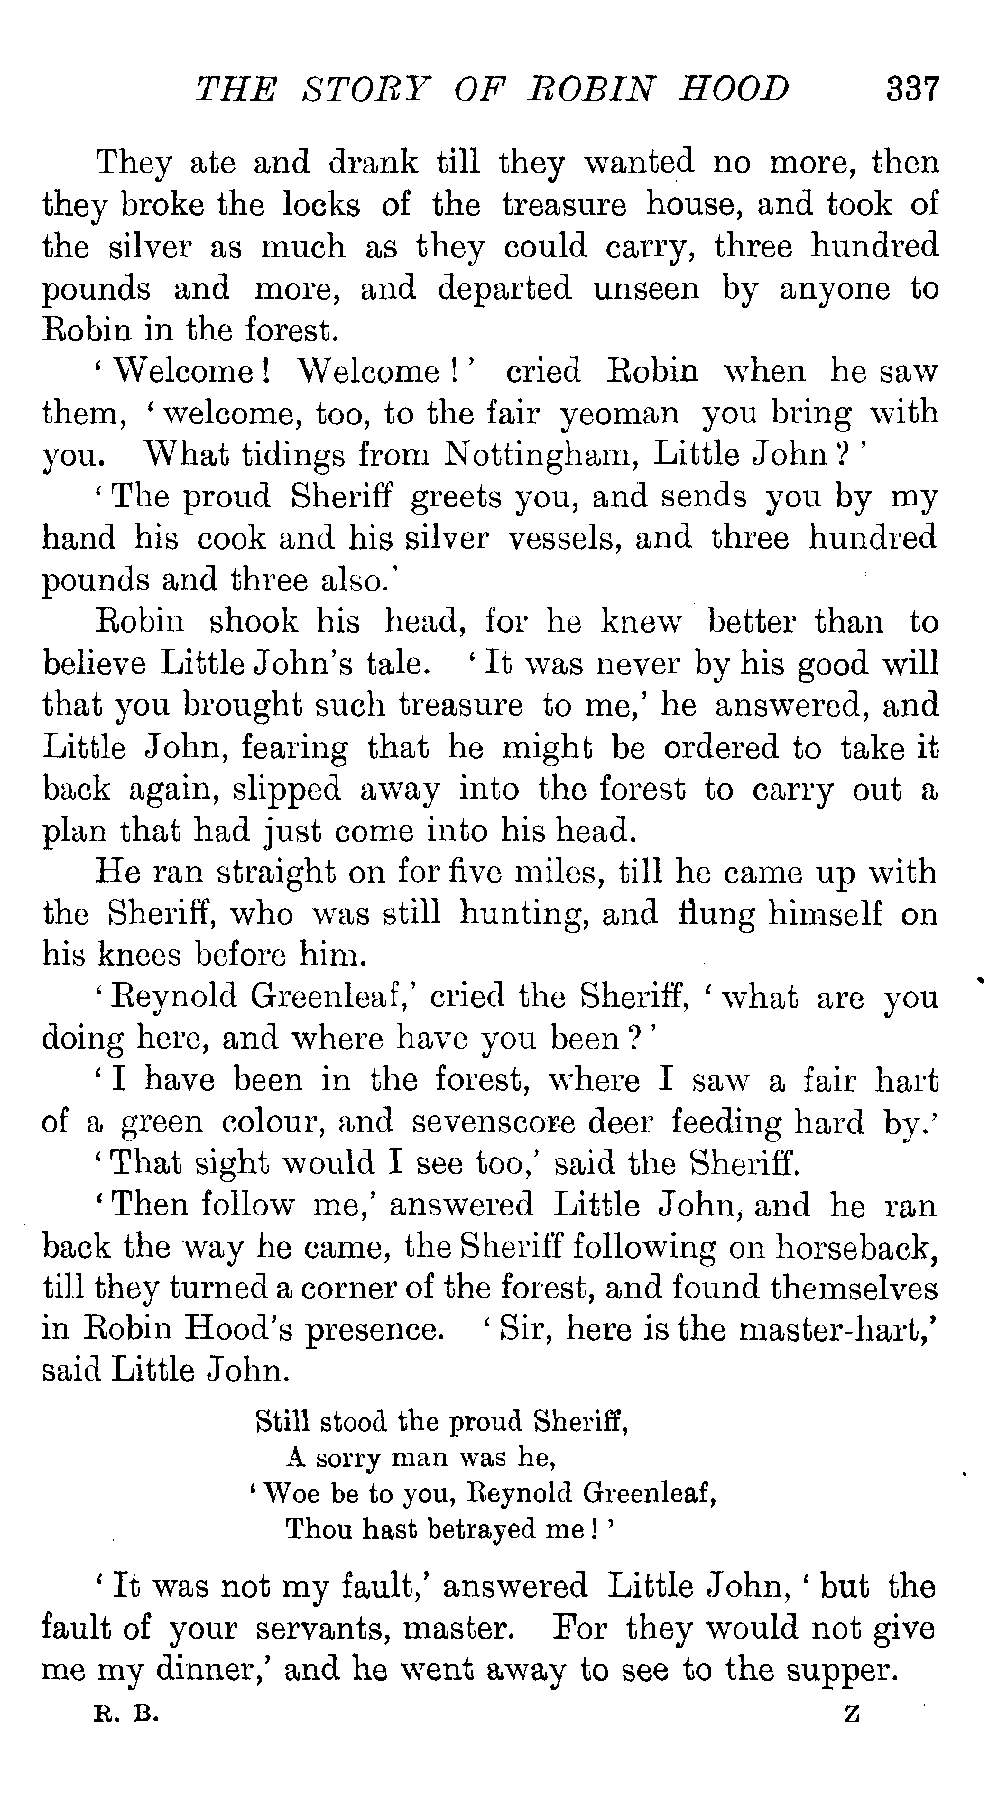 THE STORY OF ROBIN HOOD 337
They ate and drank till they wanted no more, then
they broke the locks of the treasure house, and took of
the silver as much as they could carry, three hundred
pounds and more, and departed unseen by anyone to
Robin in the forest.
‘ Welcome! Welcome!’ cried Robin when he saw
them, ‘ welcome, too, to the fair yeoman you bring with
you. What tidings from Nottingham, Little John?’
‘ The proud Sheriff greets you, and sends you by my
hand his cook and his silver vessels, and three hundred
pounds and three also.’
Robin shook his head, for he knew better than to
believe Little John’s tale. ‘ It was never by his good will
that you brought such treasure to me,’ he answered, and
Little John, fearing that he might be ordered to take it
back again, slipped away into the forest to carry out a
plan that had just come into his head.
He ran straight on for five miles, till he came up with
the Sheriff, who was still hunting, and flung himself on
his knees before him.
‘ Reynold Greenleaf,’ cried the Sheriff, ‘ what are you
doing here, and where have you been?’
‘ I have been in the forest, where I saw a fair hart
of a green colour, and sevenscore deer feeding hard by.’
‘ That sight would I see too,’ said the Sheriff.
‘ Then follow me,’ answered Little John, and he ran
back the way he came, the Sheriff following on horseback,
till they turned a corner of the forest, and found themselves
in Robin Hood’s presence. ‘ Sir, here is the master-hart,’
said Little John.
Still stood the proud Sheriff,
A sorry man was he,
‘ Woe be to you, Reynold Greenleaf,
Thou hast betrayed me!’
‘ It was not my fault,’ answered Little John, ‘ but the
fault of your servants, master. For they would not give
me my dinner,’ and he went away to see to the supper.
R. B. Z